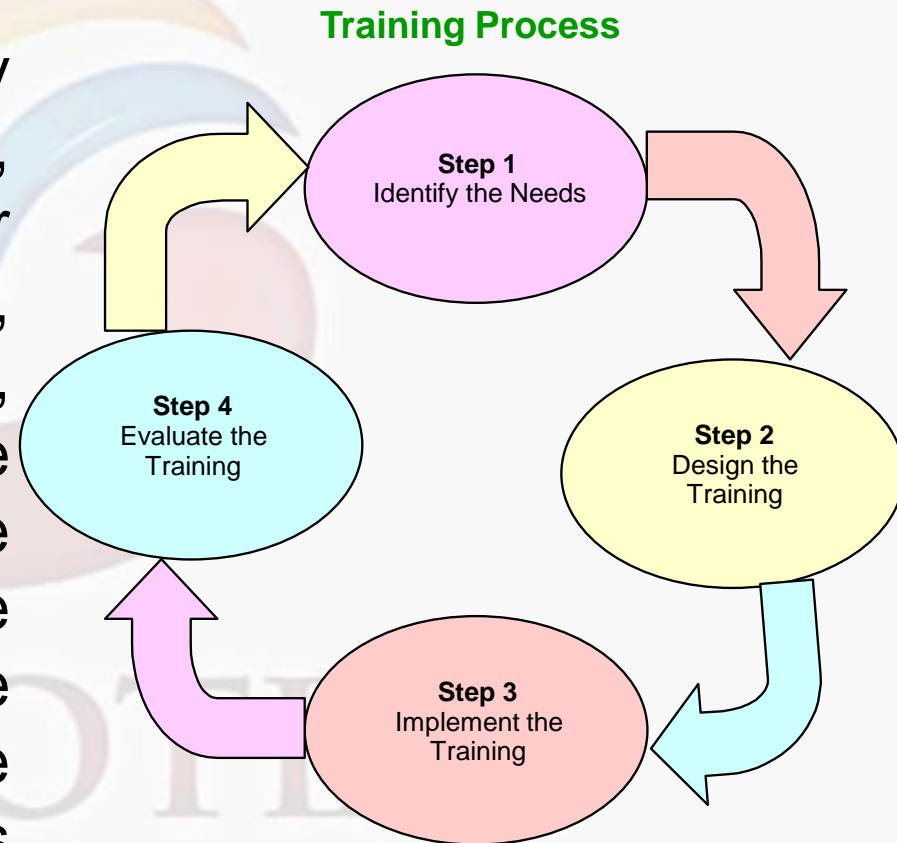 Training Process
Step 1
Identify the Needs
Step 2
Design the
Training
Step 3
Implement the
Training
Step 4
Evaluate the
Training